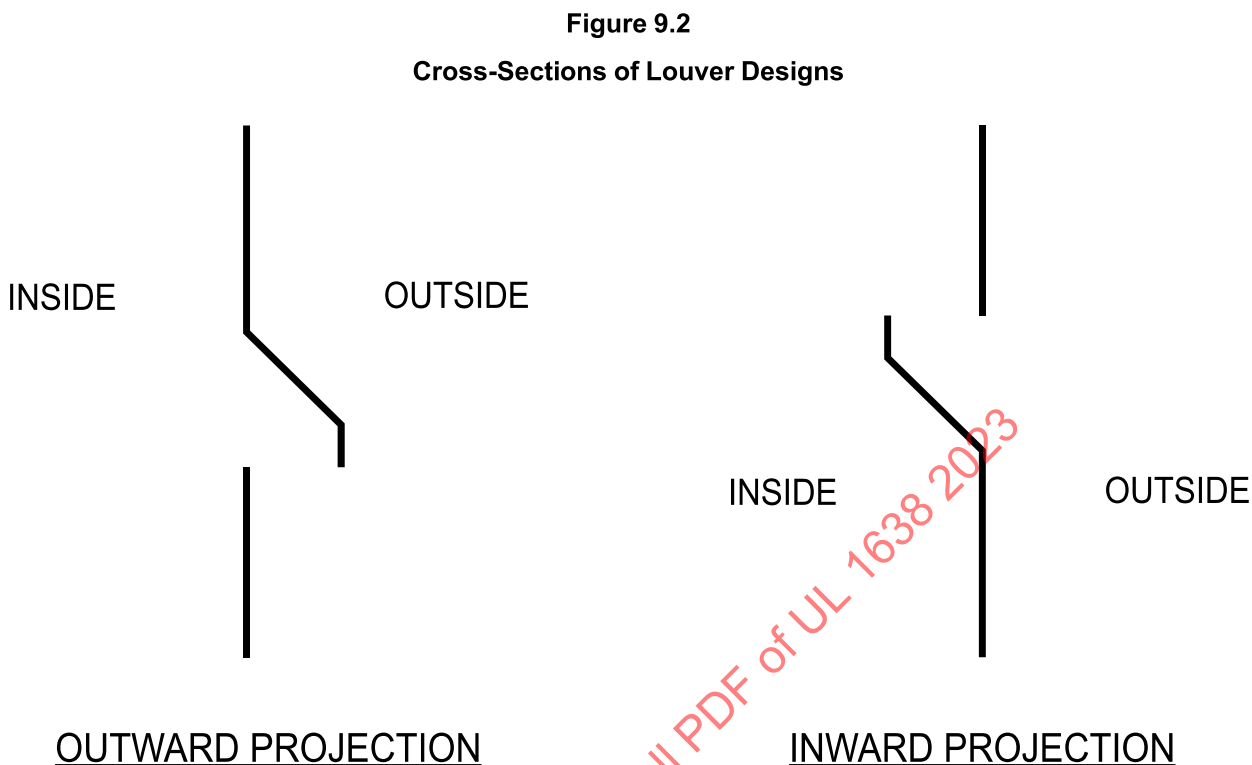 Figure 9.2
Cross-Sections of Louver Designs
INSIDE
OUTSIDE
INSIDE
OUTSIDE
PDF of UL 1638 2023
OUTWARD PROJECTION
INWARD PROJECTION